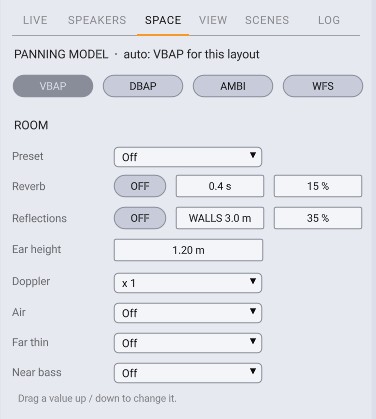 LIVE SPEAKERS SPACE VIEW SCENES LOG
PANNING MODEL · auto: VBAP for this layout
VBAP DBAP AMBI WFS
ROOM
Preset Off
Reverb OFF 0.4 s 15 %
Reflections OFF WALLS 3.0 m 35 %
Ear height 1.20 m
Doppler x 1
Air Off
Far thin Off
Near bass Off
Drag a value up / down to change it.